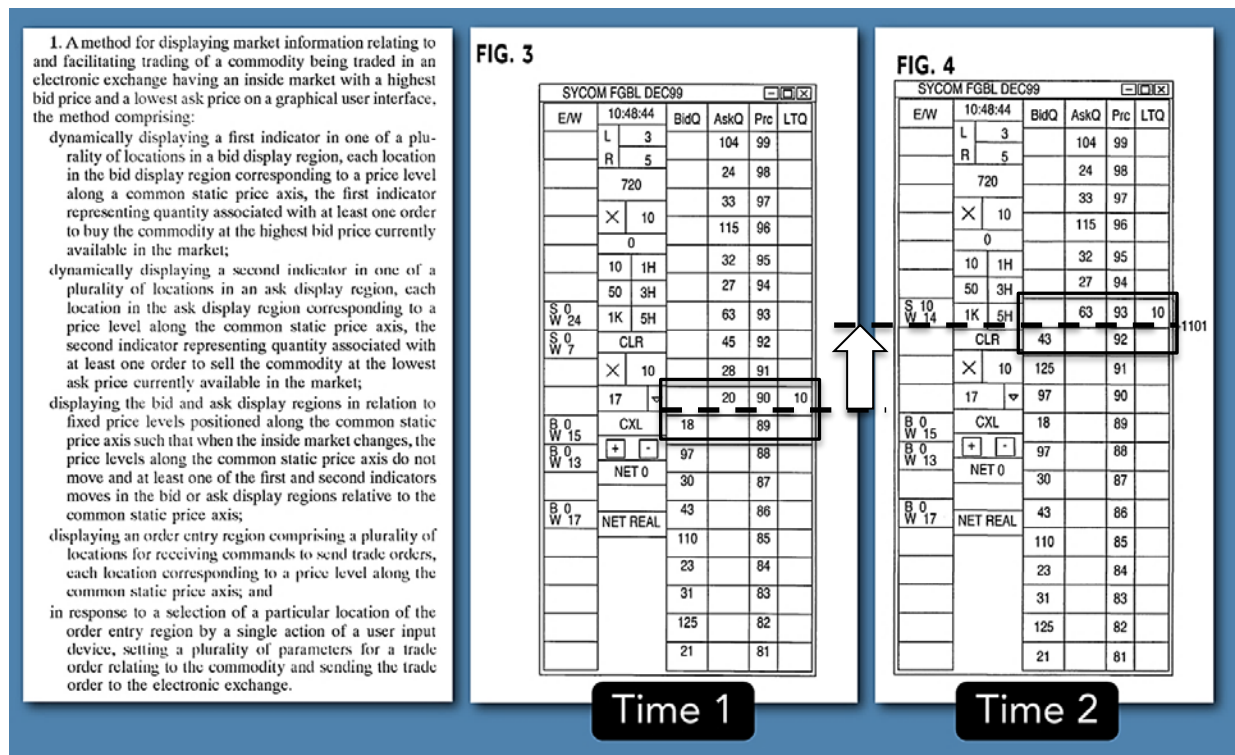 1. A method for displaying market information relating to
and facilitating trading of a commodity being traded in an
electronic exchange having an inside market with a highest
bid price and a lowest ask price on a graphical user interface,
the method comprising:
dynamically displaying a first indicator in one of a plu-
rality of locations in a bid display region, each location
in the bid display region corresponding to a price level
along a common static price axis, the first indicator
representing quantity associated with at least one order
to buy the commodity at the highest bid price currently
available in the market;
dynamically displaying a second indicator in one of a
plurality of locations in an ask display region, each
location in the ask display region corresponding to a
price level along the common static price axis, the
second indicator representing quantity associated with
at least one order to sell the commodity at the lowest
ask price currently available in the market;
displaying the bid and ask display regions in relation to
fixed price levels positioned along the common static
price axis such that when the inside market changes, the
price levels along the common static price axis do not
move and at least one of the first and second indicators
moves in the bid or ask display regions relative to the
common static price axis;
displaying an order entry region comprising a plurality of
locations for receiving commands to send trade orders,
each location corresponding to a price level along the
common static price axis; and
in response to a selection of a particular location of the
order entry region by a single action of a user input
device, setting a plurality of parameters for a trade
order relating to the commodity and sending the trade
order to the electronic exchange.
FIG. 3
SYCOM FGBL DEC99
E/W 10:48:44 BidQ AskQ Prc LTQ
L 3 104 99
R 5 24 98
720 33 97
X 10 115 96
0
10 1H 32 95
50 3H 27 94
S 0 W 24 1K 5H 63 93
S 0 W 7 CLR 45 92
X 10 28 91
17 20 90 10
B 0 W 15 CXL 18 89
B 0 W 13 + - 97 88
NET 0 30 87
B 0 W 17 NET REAL 43 86
110 85
23 84
31 83
125 82
21 81
Time 1
FIG. 4
SYCOM FGBL DEC99
E/W 10:48:44 BidQ AskQ Prc LTQ
L 3 104 99
R 5 24 98
720 33 97
X 10 115 96
0
10 1H 32 95
50 3H 27 94
S 10 W 14 1K 5H 63 93 10
1101
CLR 43 92
X 10 125 91
17 97 90
B 0 W 15 CXL 18 89
B 0 W 13 + - 97 88
NET 0 30 87
B 0 W 17 NET REAL 43 86
110 85
23 84
31 83
125 82
21 81
Time 2